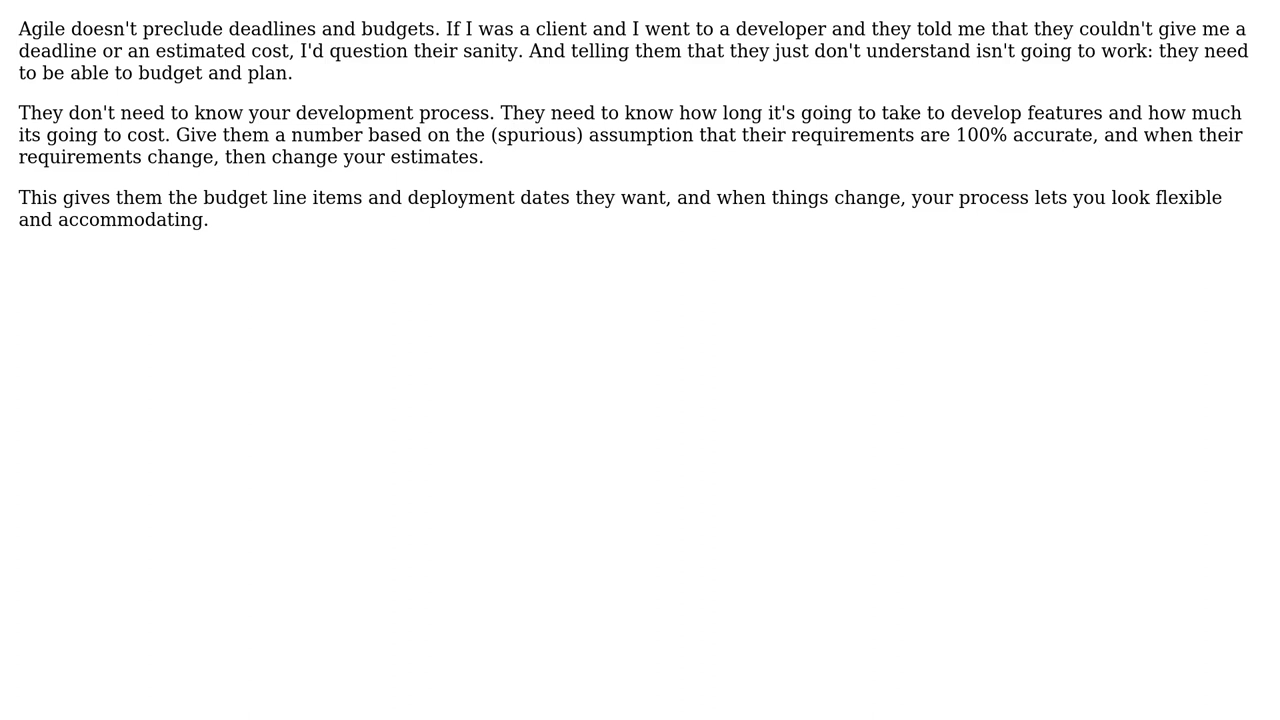 Agile doesn't preclude deadlines and budgets. If I was a client and I went to a developer and they told me that they couldn't give me a
deadline or an estimated cost, I'd question their sanity. And telling them that they just don't understand isn't going to work: they need
to be able to budget and plan.
They don't need to know your development process. They need to know how long it's going to take to develop features and how much
its going to cost. Give them a number based on the (spurious) assumption that their requirements are 100% accurate, and when their
requirements change, then change your estimates.
This gives them the budget line items and deployment dates they want, and when things change, your process lets you look flexible
and accommodating.